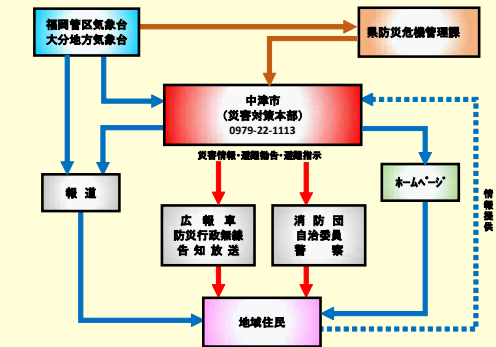 福岡管区気象台
大分地方気象台
県防災危機管理課
中津市
（災害対策本部）
0979-22-1113
災害情報・避難勧告・避難指示
報 道
ホームページ
広 報 車
防災行政無線
告 知 放 送
消 防 団
自治委員
警 察
情報提供
地域住民